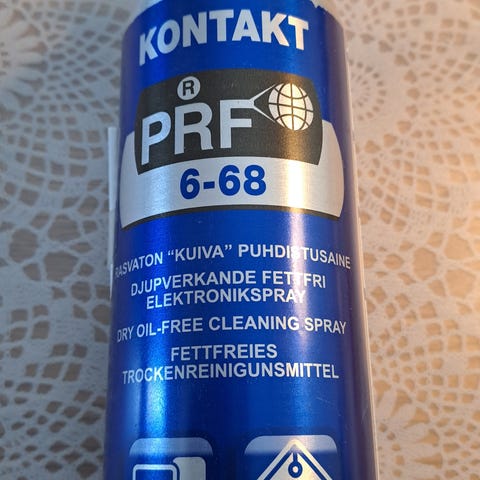 KONTAKT
®
PRF
6-68
RASVATON "KUIVA" PUHDISTUSAINE
DJUPVERKANDE FETTFRI
ELEKTRONIKSPRAY
DRY OIL-FREE CLEANING SPRAY
FETTFREIES
TROCKENREINIGUNSMITTEL